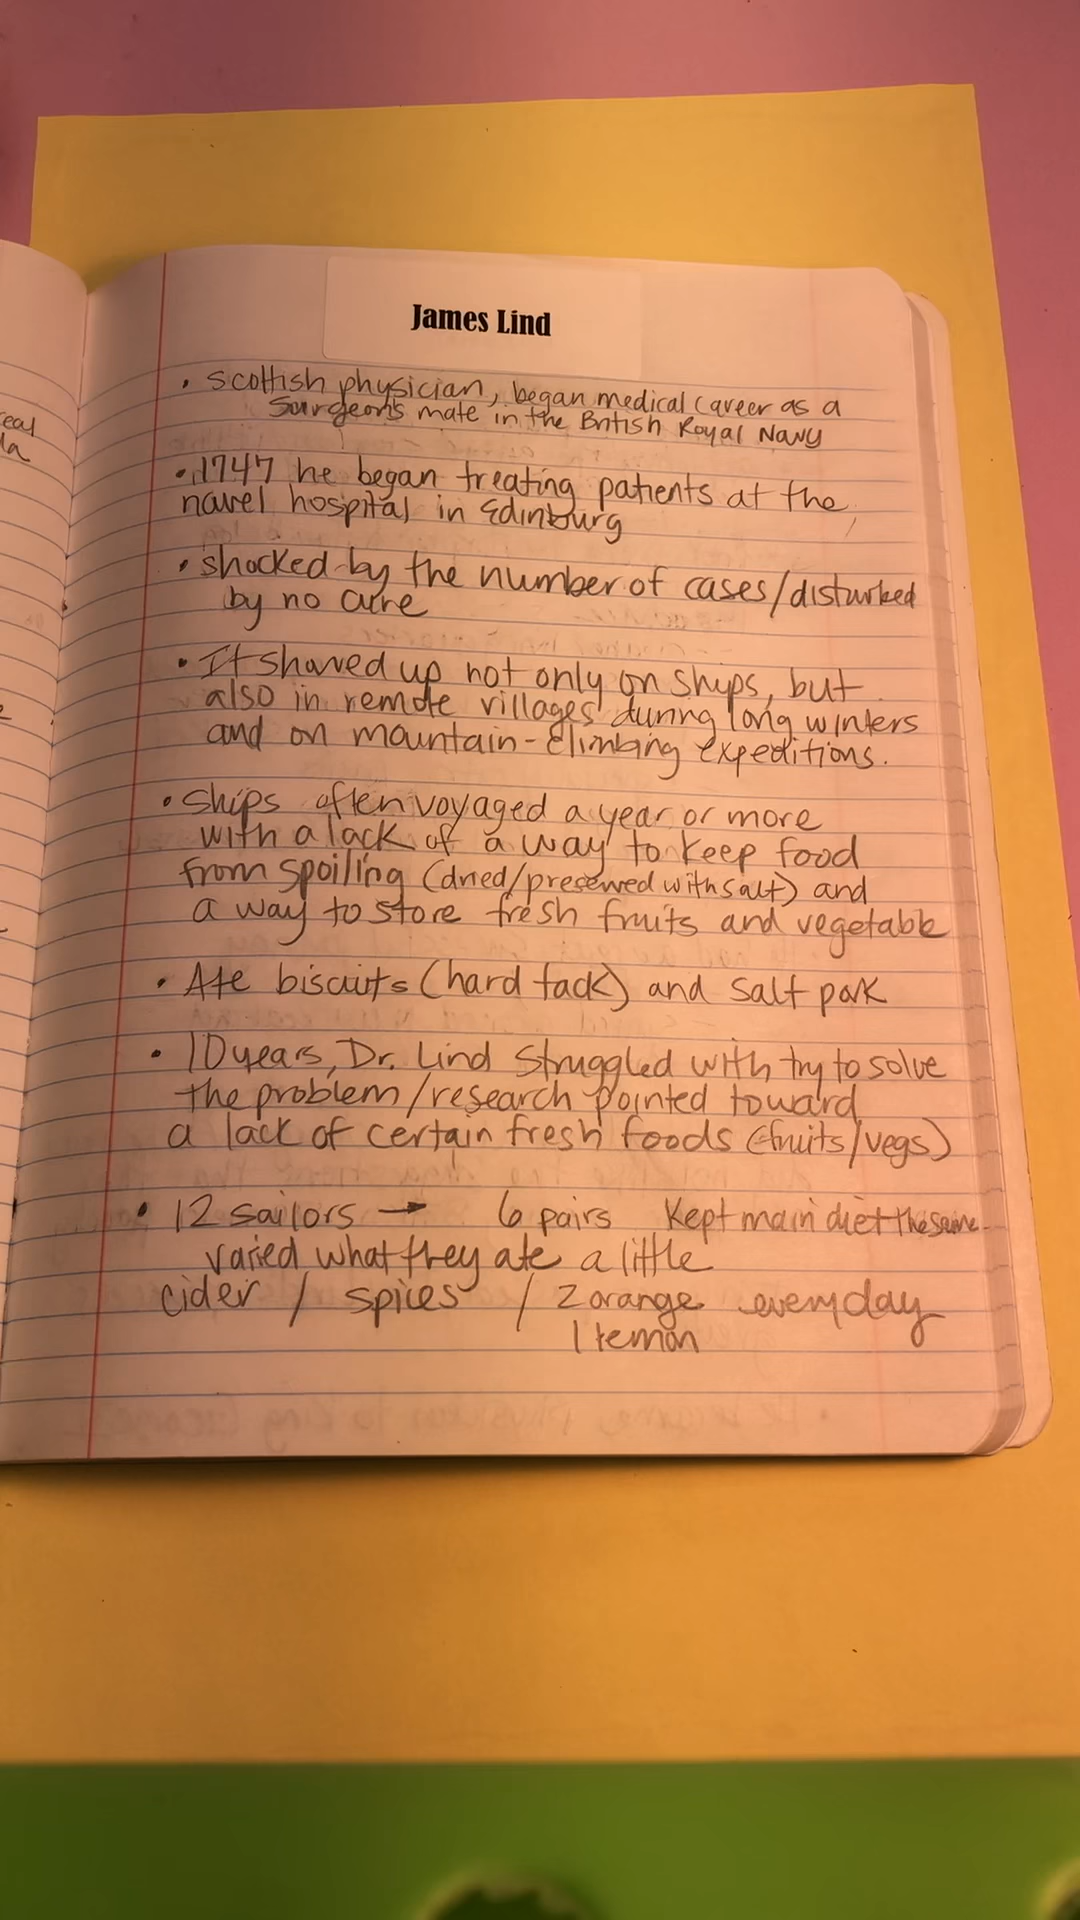 James Lind
• Scottish physician, began medical career as a
Surgeon's mate in the British Royal Navy
• 1747 he began treating patients at the
navel hospital in Edinburg
• shocked by the number of cases/disturbed
by no cure
• It showed up not only on ships, but
also in remote villages during long winters
and on mountain-climbing expeditions.
• Ships often voyaged a year or more
with a lack of a way to keep food
from spoiling (dried/preserved with salt) and
a way to store fresh fruits and vegetable
• Ate biscuits (hard tack) and salt pork
• 10 years, Dr. Lind struggled with try to solve
the problem/research pointed toward
a lack of certain fresh foods (fruits/vegs)
• 12 sailors → 6 pairs Kept main diet the same
varied what they ate a little
cider / spices / 2 orange everyday
1 lemon